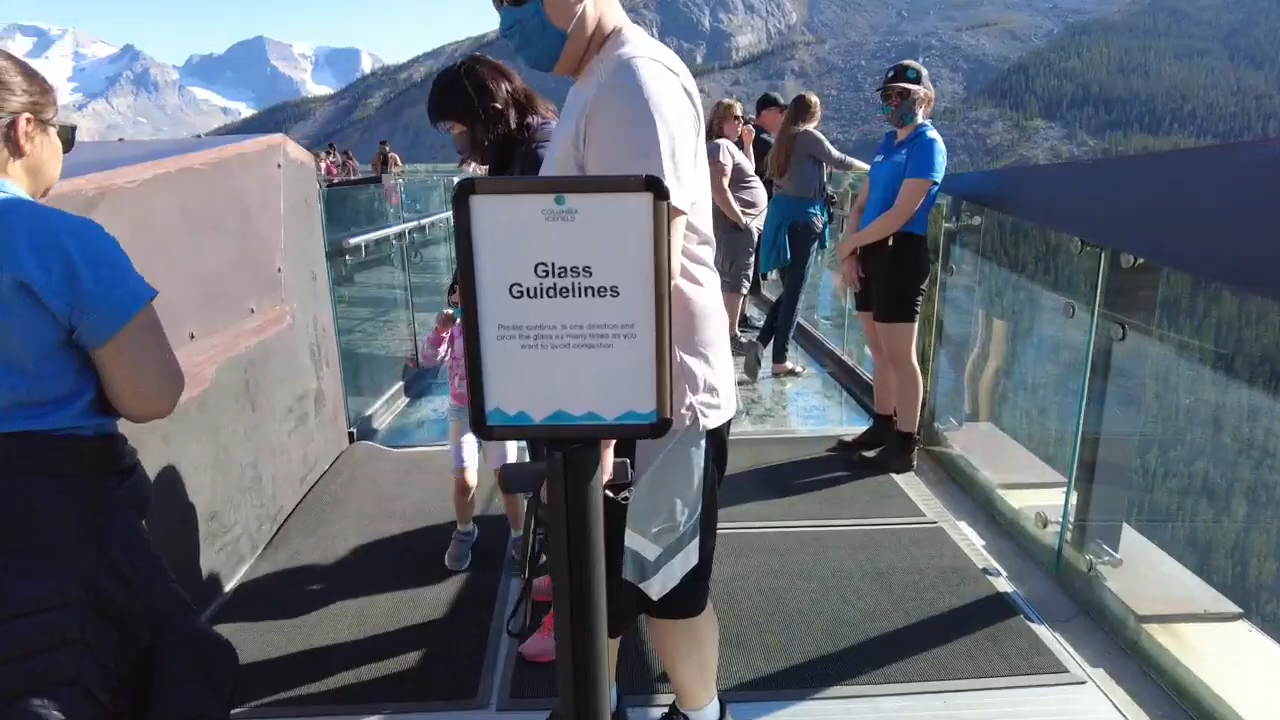 COLUMBIA
ICEFIELD
Glass
Guidelines
Please continue in one direction and
circle the glass as many times as you
want to avoid congestion